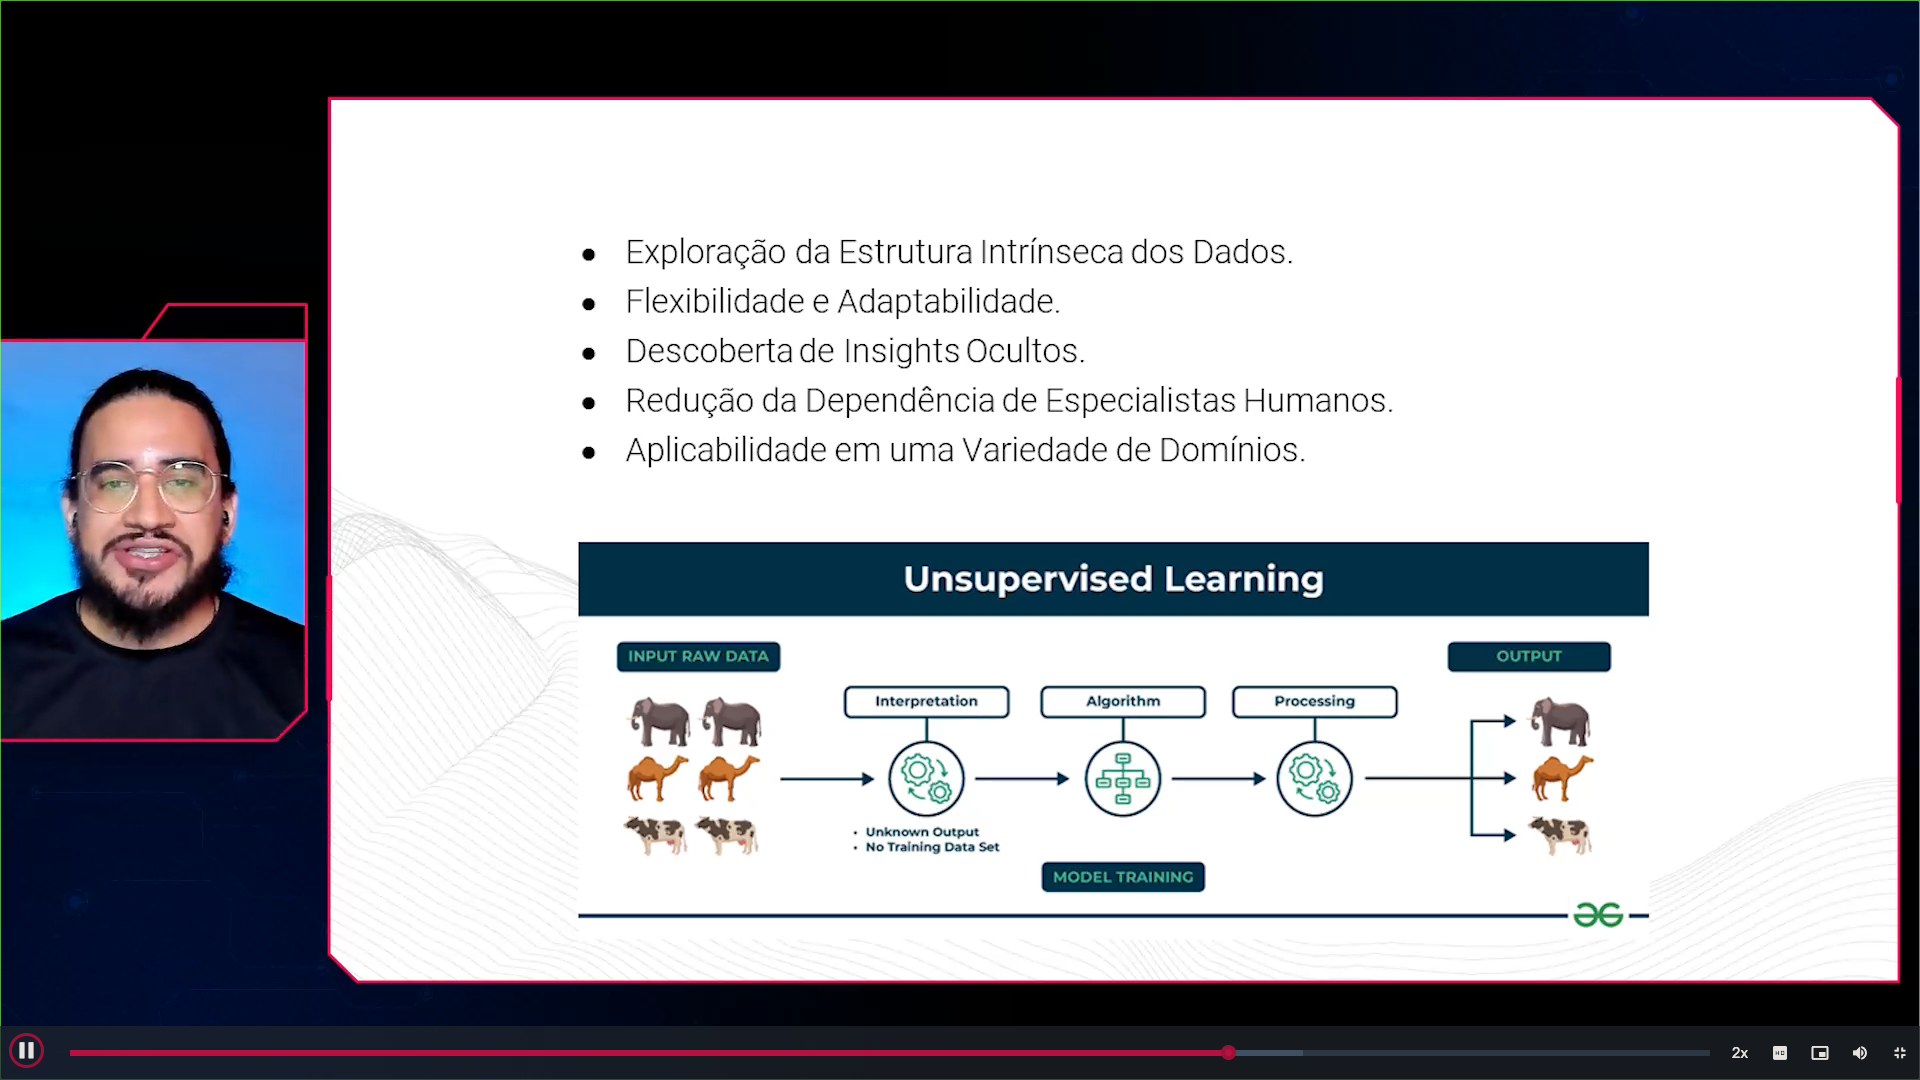 Exploração da Estrutura Intrínseca dos Dados.
Flexibilidade e Adaptabilidade.
Descoberta de Insights Ocultos.
Redução da Dependência de Especialistas Humanos.
Aplicabilidade em uma Variedade de Domínios.
Unsupervised Learning
INPUT RAW DATA
OUTPUT
Interpretation
Algorithm
Processing
Unknown Output
No Training Data Set
MODEL TRAINING
2x